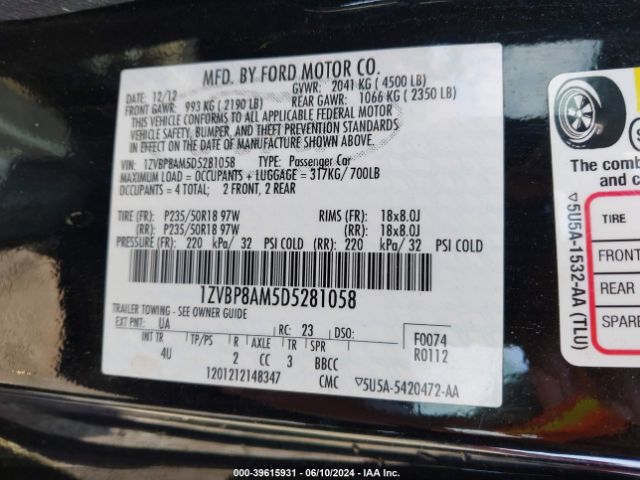 MFD. BY FORD MOTOR CO.
DATE: 12/12 GVWR: 2041 KG ( 4500 LB)
FRONT GAWR: 993 KG ( 2190 LB) REAR GAWR: 1066 KG ( 2350 LB)
THIS VEHICLE CONFORMS TO ALL APPLICABLE FEDERAL MOTOR
VEHICLE SAFETY, BUMPER, AND THEFT PREVENTION STANDARDS
IN EFFECT ON THE DATE OF MANUFACTURE SHOWN ABOVE.
VIN: 1ZVBP8AM5D5281058 TYPE: Passenger Car
MAXIMUM LOAD = OCCUPANTS + LUGGAGE = 317KG/700LB
OCCUPANTS = 4 TOTAL; 2 FRONT, 2 REAR
TIRE (FR): P235/50R18 97W RIMS (FR): 18x8.0J
(RR): P235/50R18 97W (RR): 18x8.0J
PRESSURE (FR): 220 kPa/ 32 PSI COLD (RR): 220 kPa/ 32 PSI COLD
1ZVBP8AM5D5281058
TRAILER TOWING - SEE OWNER GUIDE
EXT PNT: UA RC: 23 DSO:
INT TR TP/PS R AXLE TR SPR F0074
4U 2 CC 3 BBCC R0112
1201212148347 CMC ▽5U5A-5420472-AA
The comb
occupants and c
▽5U5A-1532-AA (TLU)
TIRE
FRONT
REAR
SPARE
000-39615931 - 06/10/2024 - IAA Inc.